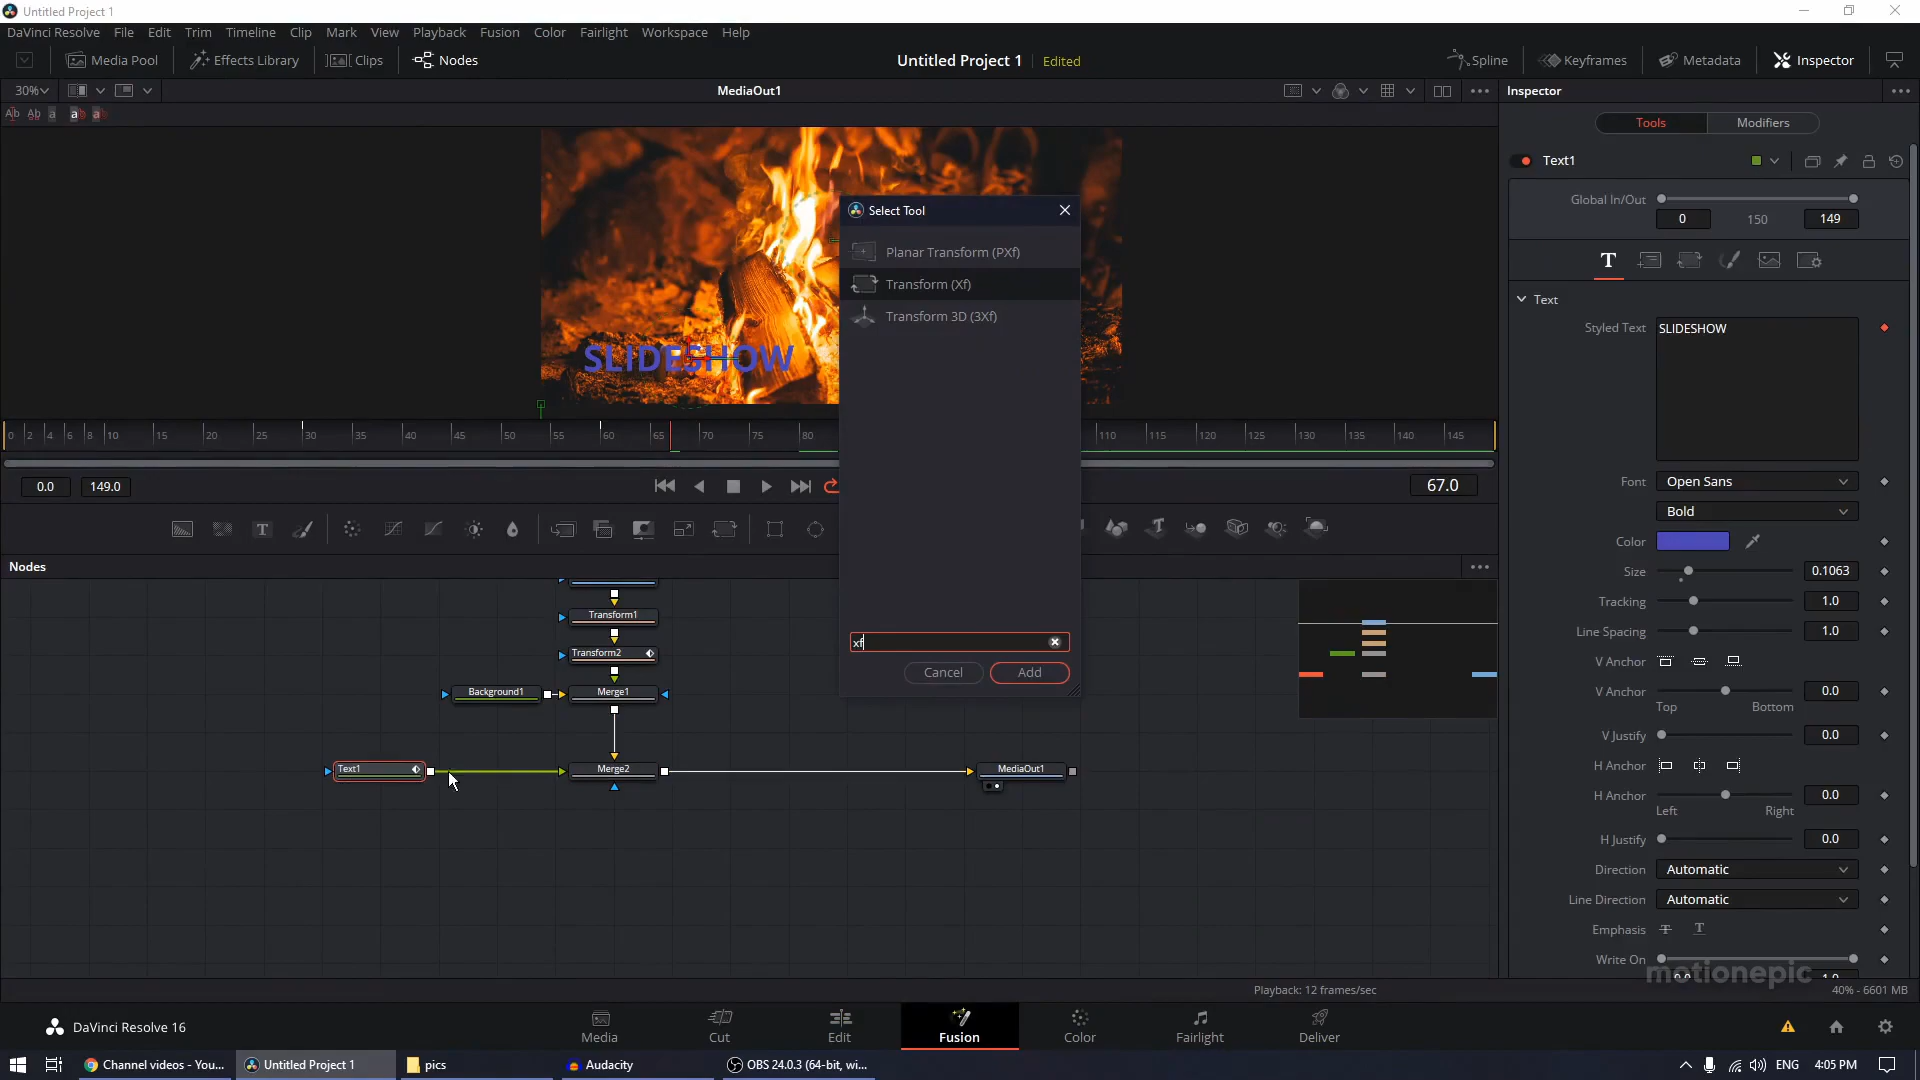 Untitled Project 1
DaVinci Resolve File Edit Trim Timeline Clip Mark View Playback Fusion Color Fairlight Workspace Help
Media Pool Effects Library Clips Nodes Untitled Project 1 Edited Spline Keyframes Metadata Inspector
30% MediaOut1 Inspector
Tools Modifiers
Text1
Global In/Out
0 150 149
Select Tool
Planar Transform (PXf)
Transform (Xf)
Transform 3D (3Xf)
SLIDESHOW
Text
Styled Text SLIDESHOW
0 2 4 6 8 10 15 20 25 30 35 40 45 50 55 60 65 70 75 80 110 115 120 125 130 135 140 145
0.0 149.0 67.0
Font Open Sans
Bold
Color
Size 0.1063
Tracking 1.0
Line Spacing 1.0
V Anchor
V Anchor 0.0
Top Bottom
V Justify 0.0
H Anchor
H Anchor 0.0
Left Right
H Justify 0.0
Direction Automatic
Line Direction Automatic
Emphasis
Write On
Nodes
Transform1
Transform2
Background1 Merge1
xf
Cancel Add
Text1 Merge2 MediaOut1
motionepic
Playback: 12 frames/sec 40% - 6601 MB
DaVinci Resolve 16 Media Cut Edit Fusion Color Fairlight Deliver
Channel videos - You... Untitled Project 1 pics Audacity OBS 24.0.3 (64-bit, wi... ENG 4:05 PM